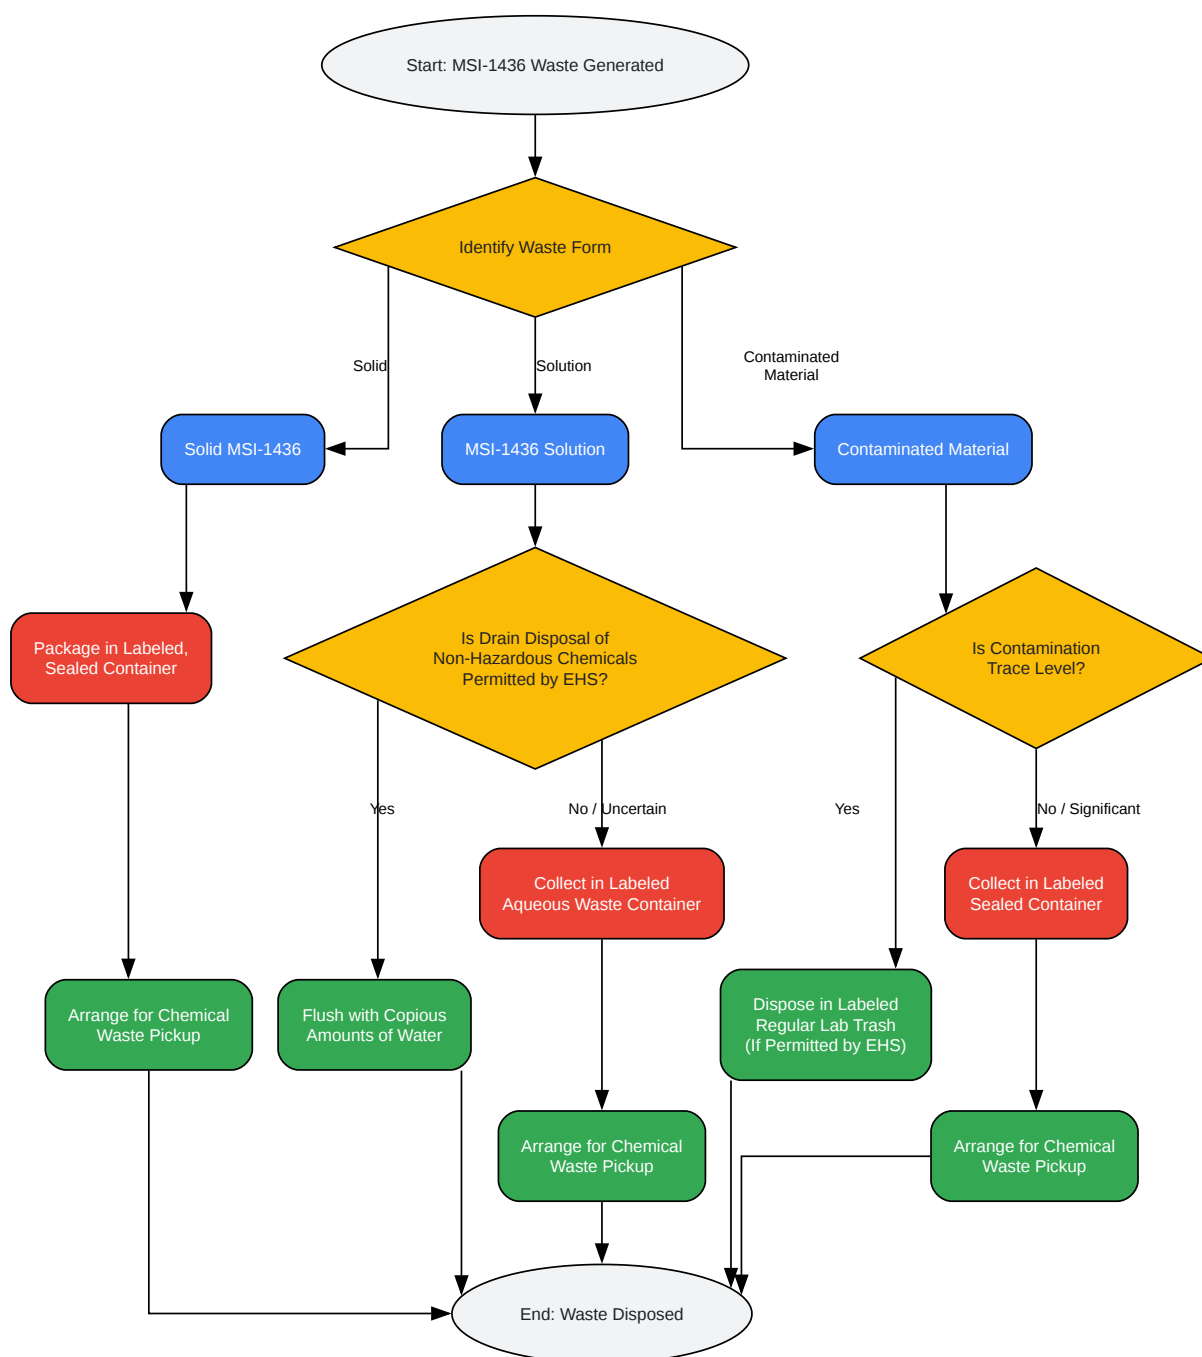 Start: MSI-1436 Waste Generated
Identify Waste Form
Solid
Solution
Contaminated
Material
Solid MSI-1436
MSI-1436 Solution
Contaminated Material
Package in Labeled,
Sealed Container
Is Drain Disposal of
Non-Hazardous Chemicals
Permitted by EHS?
Is Contamination
Trace Level?
Yes
No / Uncertain
Yes
No / Significant
Collect in Labeled
Aqueous Waste Container
Collect in Labeled
Sealed Container
Arrange for Chemical
Waste Pickup
Flush with Copious
Amounts of Water
Dispose in Labeled
Regular Lab Trash
(If Permitted by EHS)
Arrange for Chemical
Waste Pickup
Arrange for Chemical
Waste Pickup
End: Waste Disposed